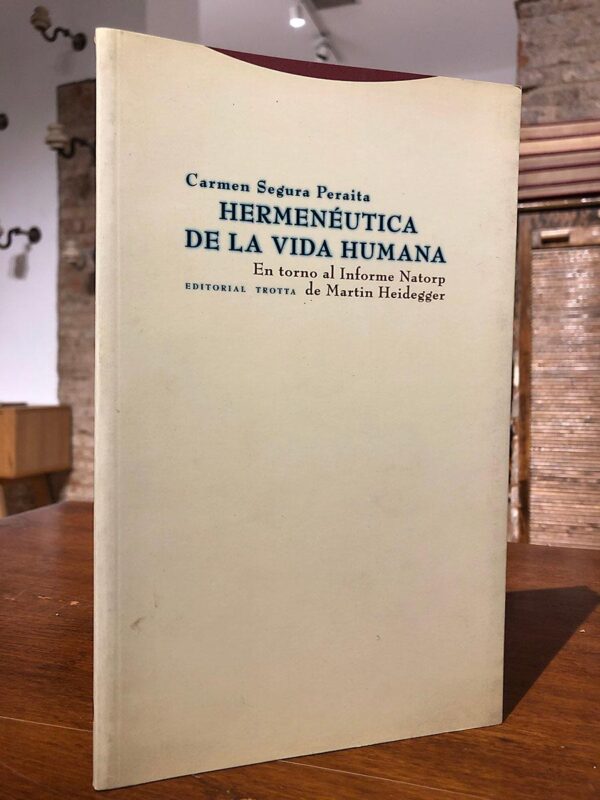 Carmen Segura Peraita
HERMENÉUTICA
DE LA VIDA HUMANA
En torno al Informe Natorp
EDITORIAL TROTTA de Martin Heidegger